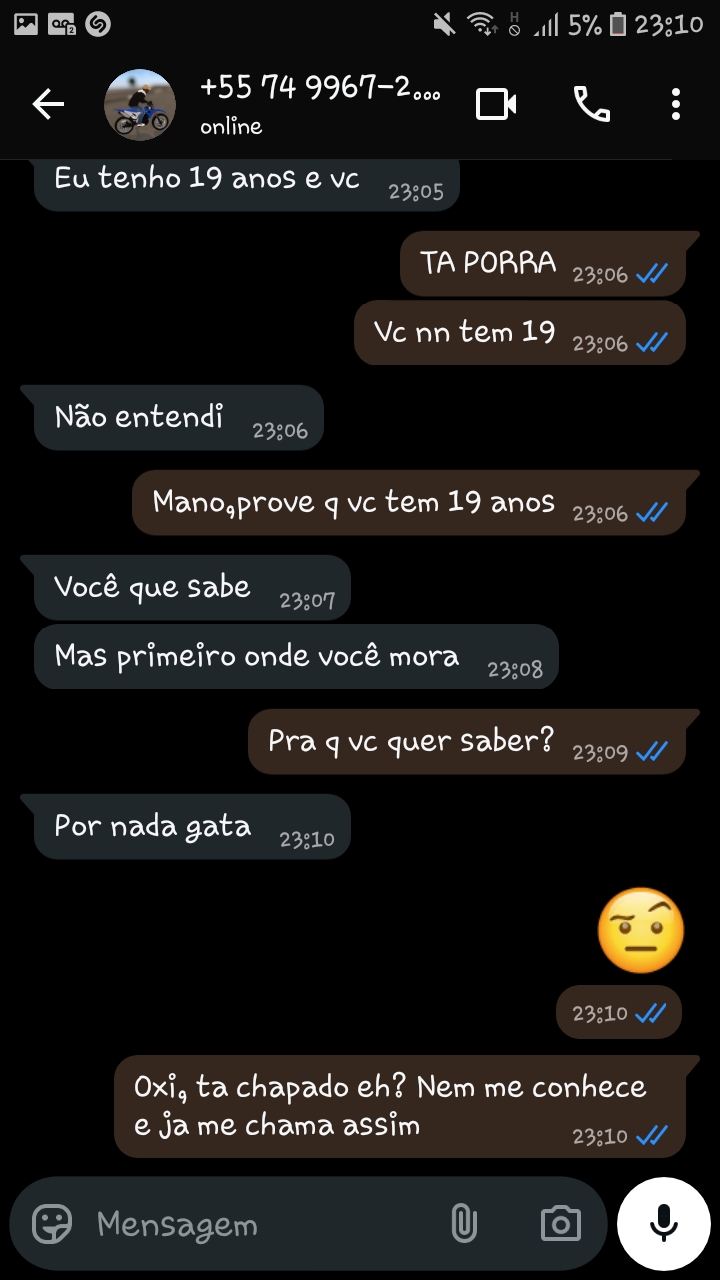 5% 23:10
+55 74 9967-2...
online
Eu tenho 19 anos e vc 23:05
TA PORRA 23:06
Vc nn tem 19 23:06
Não entendi 23:06
Mano,prove q vc tem 19 anos 23:06
Você que sabe 23:07
Mas primeiro onde você mora 23:08
Pra q vc quer saber? 23:09
Por nada gata 23:10
23:10
Oxi, ta chapado eh? Nem me conhece
e ja me chama assim 23:10
Mensagem